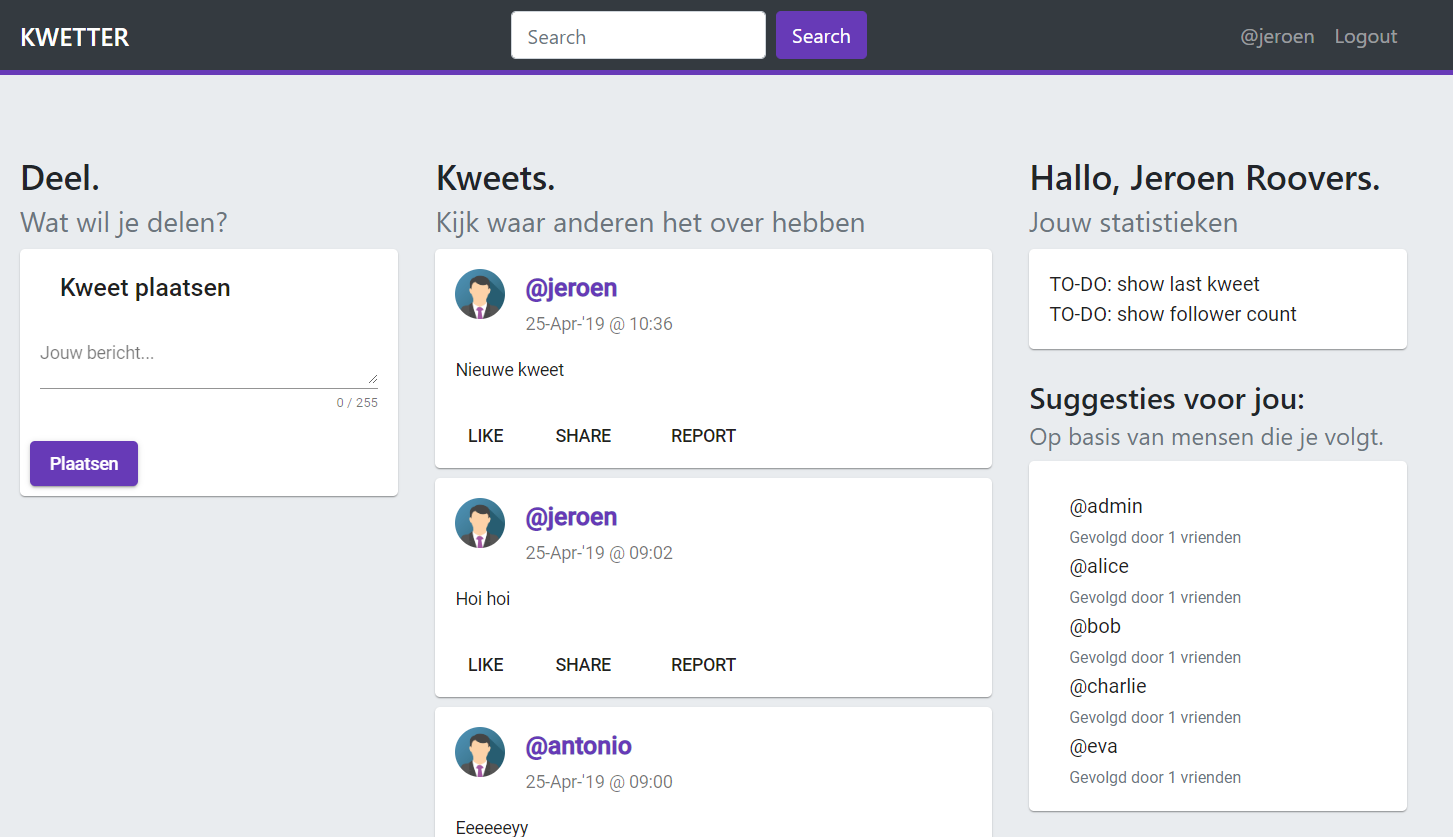 KWETTER
Search
Search
@jeroen
Logout
Deel.
Wat wil je delen?
Kweet plaatsen
Jouw bericht...
0 / 255
Plaatsen
Kweets.
Kijk waar anderen het over hebben
@jeroen
25-Apr-'19 @ 10:36
Nieuwe kweet
LIKE SHARE REPORT
@jeroen
25-Apr-'19 @ 09:02
Hoi hoi
LIKE SHARE REPORT
@antonio
25-Apr-'19 @ 09:00
Eeeeeeyy
Hallo, Jeroen Roovers.
Jouw statistieken
TO-DO: show last kweet
TO-DO: show follower count
Suggesties voor jou:
Op basis van mensen die je volgt.
@admin
Gevolgd door 1 vrienden
@alice
Gevolgd door 1 vrienden
@bob
Gevolgd door 1 vrienden
@charlie
Gevolgd door 1 vrienden
@eva
Gevolgd door 1 vrienden